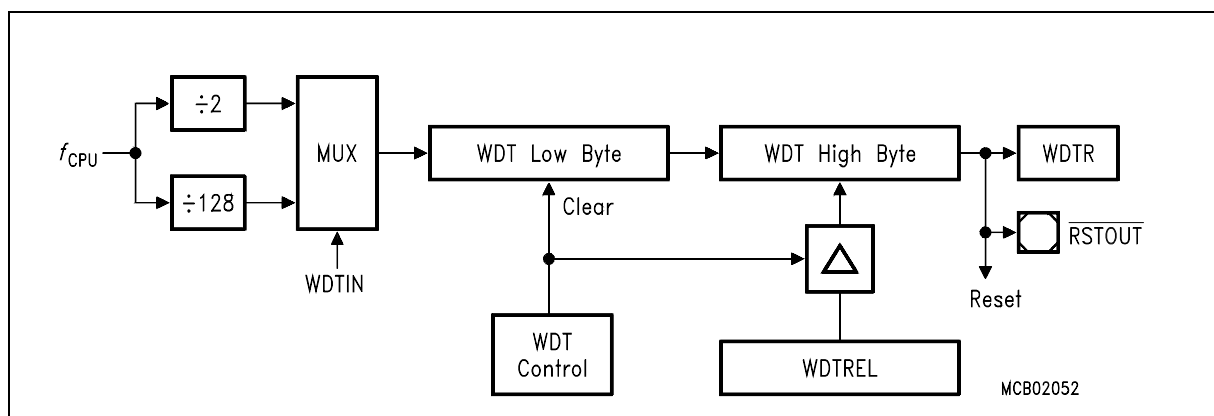 ÷2
fCPU
÷128
MUX
WDTIN
WDT Low Byte
Clear
WDT High Byte
WDTR
RSTOUT
Reset
WDT
Control
WDTREL
MCB02052